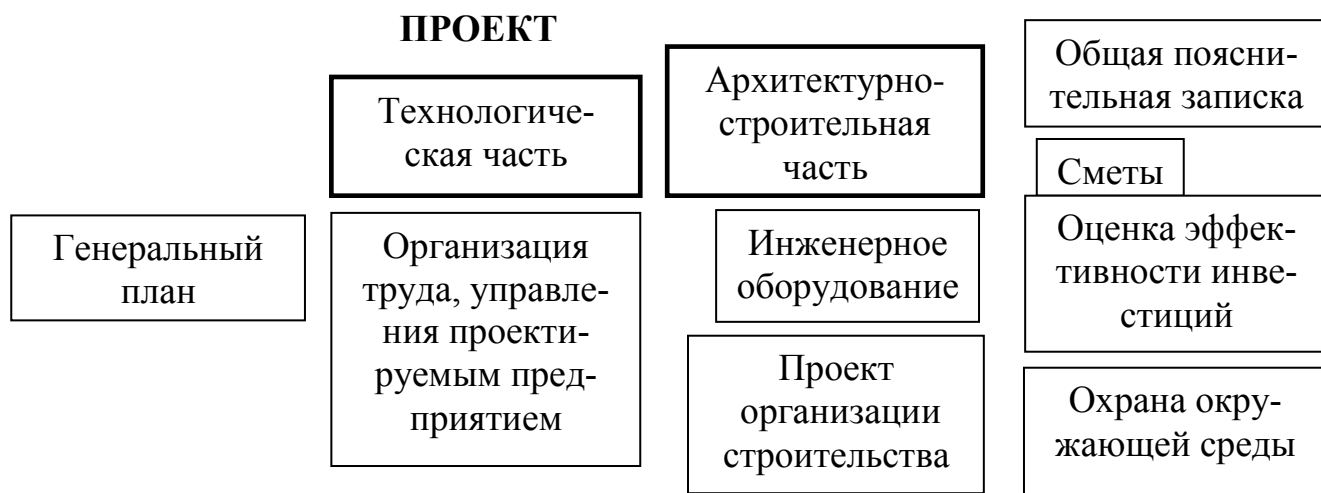 ПРОЕКТ
Технологиче-
ская часть
Архитектурно-
строительная
часть
Общая поясни-
тельная записка
Сметы
Генеральный
план
Организация
труда, управле-
ния проекти-
руемым пред-
приятием
Инженерное
оборудование
Оценка эффек-
тивности инве-
стиций
Проект
организации
строительства
Охрана окру-
жающей среды